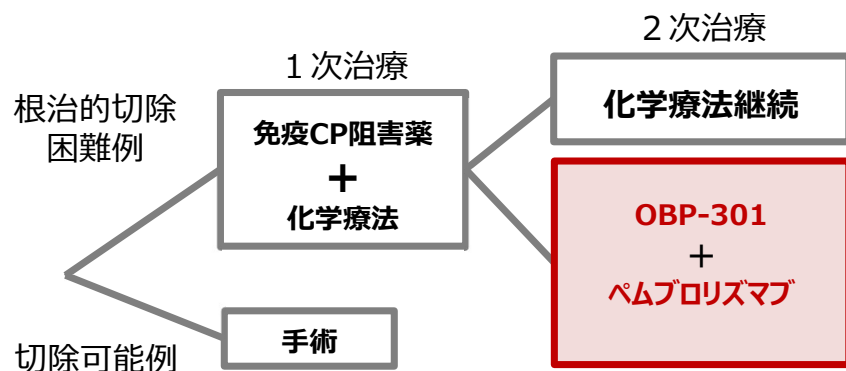 ２次治療
１次治療
根治的切除
困難例
免疫CP阻害薬
＋
化学療法
化学療法継続
OBP-301
＋
ペムブロリズマブ
手術
切除可能例